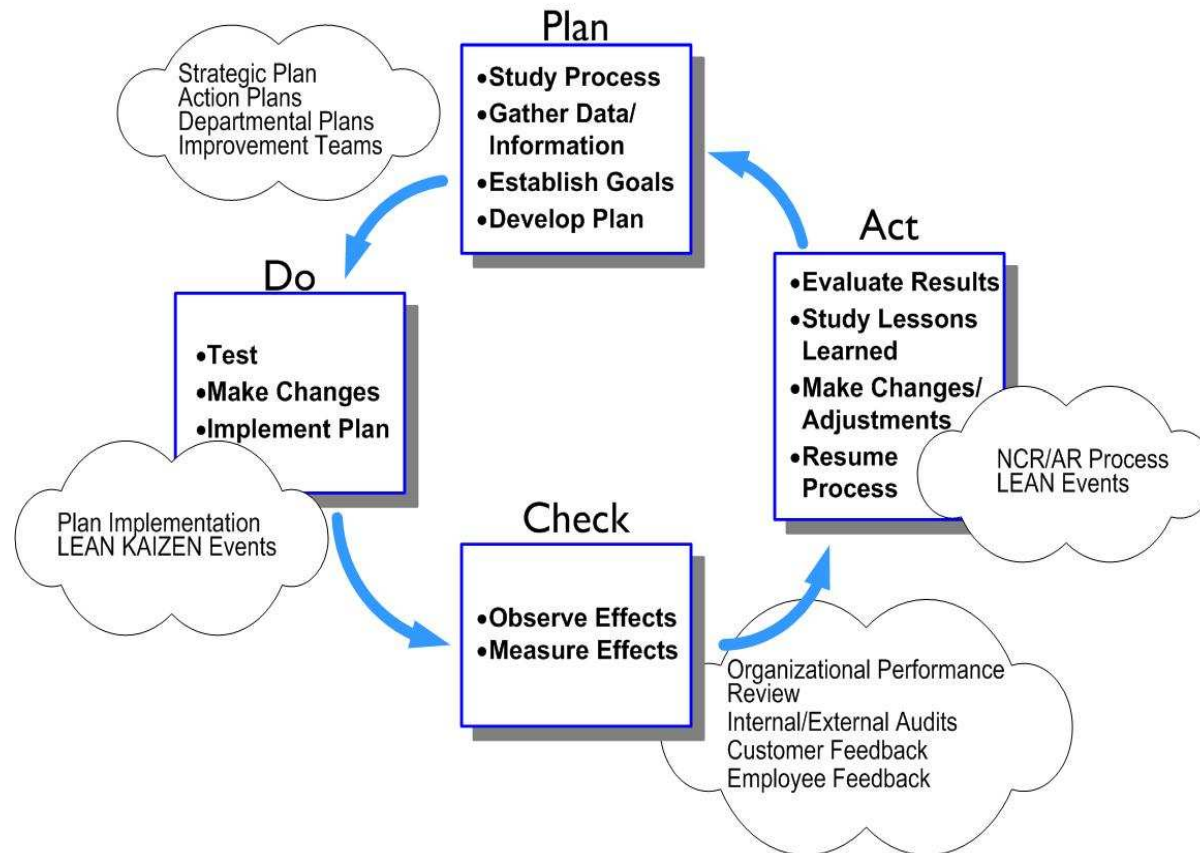 Plan
•Study Process
•Gather Data/
Information
•Establish Goals
•Develop Plan
Strategic Plan
Action Plans
Departmental Plans
Improvement Teams
Do
•Test
•Make Changes
•Implement Plan
Plan Implementation
LEAN KAIZEN Events
Check
•Observe Effects
•Measure Effects
Organizational Performance
Review
Internal/External Audits
Customer Feedback
Employee Feedback
Act
•Evaluate Results
•Study Lessons
Learned
•Make Changes/
Adjustments
•Resume
Process
NCR/AR Process
LEAN Events